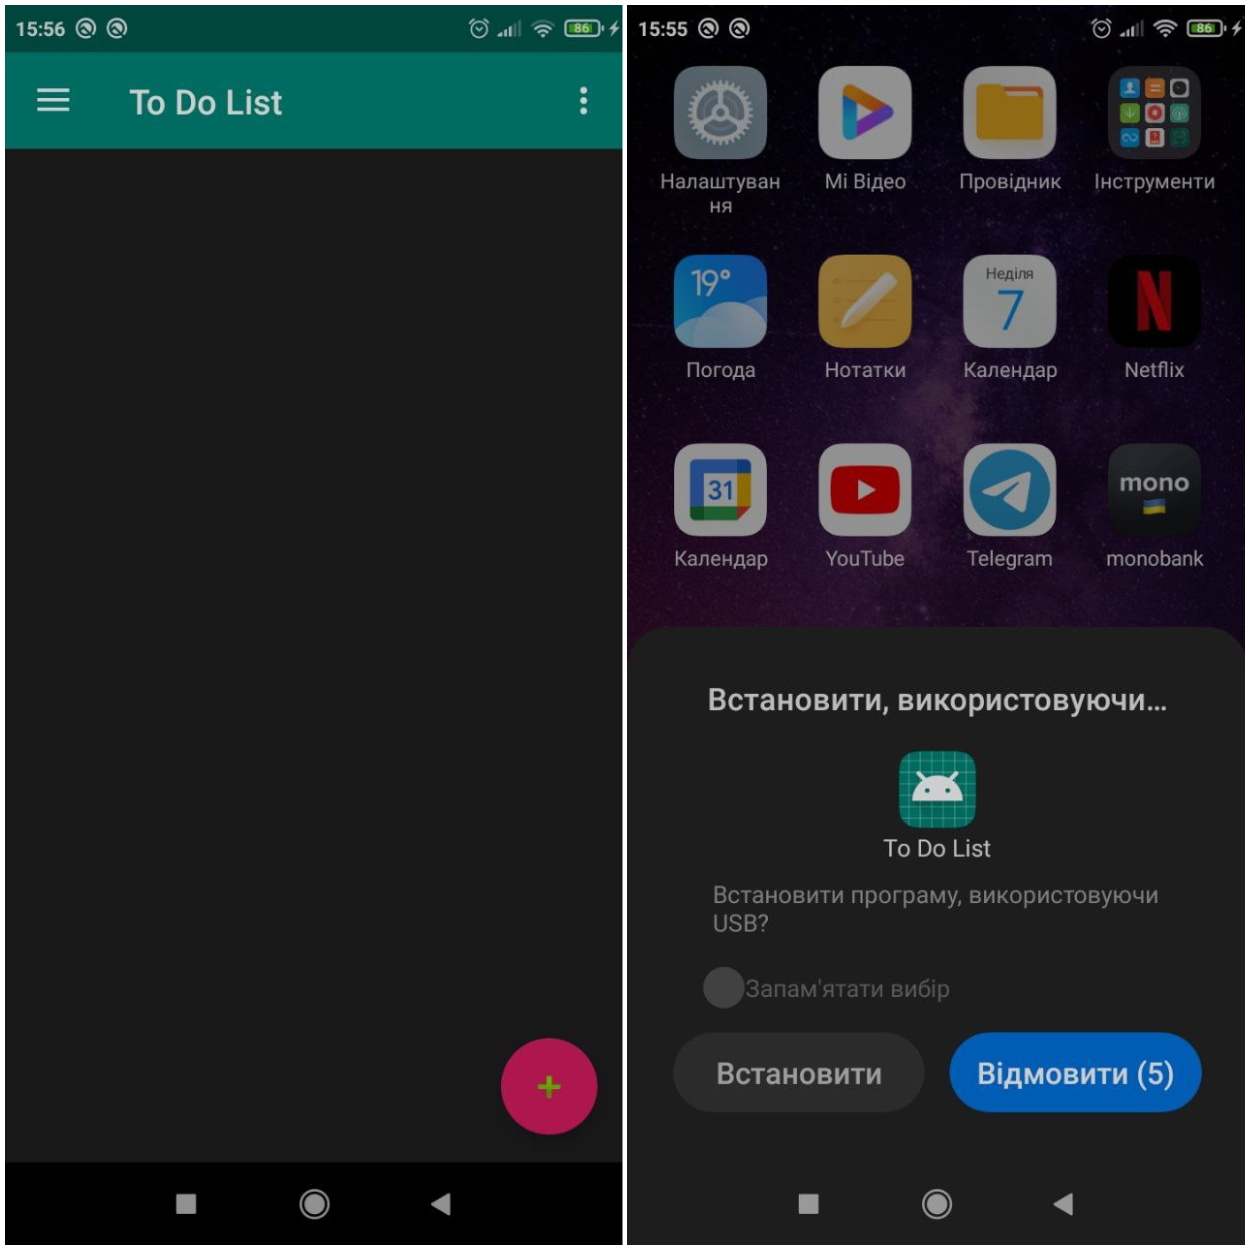 15:56
86
To Do List
+
15:55
86
Налаштуван
ня
Mi Відео
Провідник
Інструменти
19°
Неділя
7
Погода
Нотатки
Календар
Netflix
31
mono
Календар
YouTube
Telegram
monobank
Встановити, використовуючи...
To Do List
Встановити програму, використовуючи
USB?
Запам'ятати вибір
Встановити
Відмовити (5)